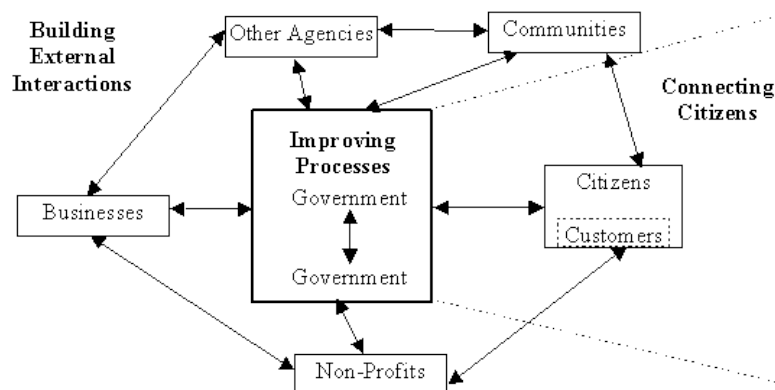 Building
External
Interactions
Other Agencies
Communities
Connecting
Citizens
Improving
Processes
Government
Government
Businesses
Citizens
Customers
Non-Profits